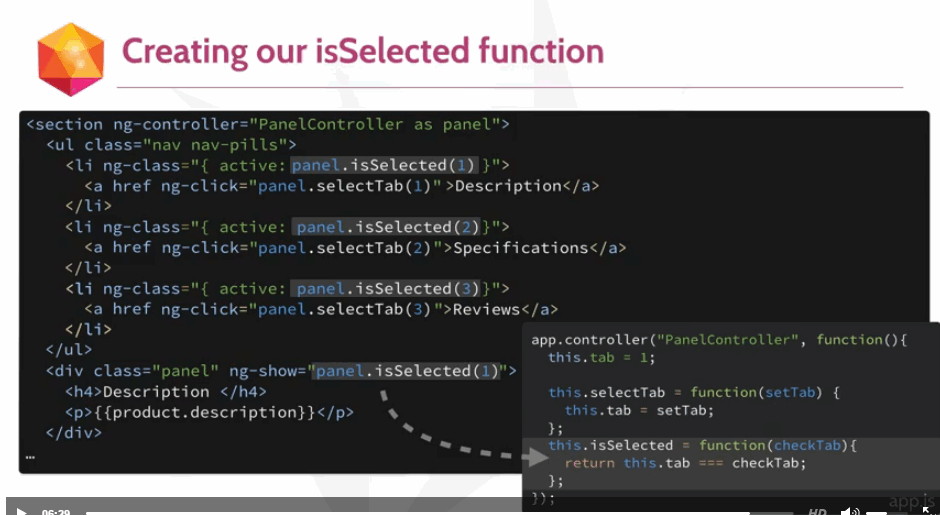 Creating our isSelected function
<section ng-controller="PanelController as panel">
<ul class="nav nav-pills">
<li ng-class="{ active: panel.isSelected(1) }">
<a href ng-click="panel.selectTab(1)" >Description</a>
</li>
<li ng-class="{ active: panel.isSelected(2)}">
<a href ng-click="panel.selectTab(2)">Specifications</a>
</li>
<li ng-class="{ active: panel.isSelected(3)}">
<a href ng-click="panel.selectTab(3)">Reviews</a>
</li>
</ul>
<div class="panel" ng-show="panel.isSelected(1)">
<h4>Description </h4>
<p>{{product.description}}</p>
</div>
…
app.controller("PanelController", function(){
this.tab = 1;
this.selectTab = function(setTab) {
this.tab = setTab;
};
this.isSelected = function(checkTab){
return this.tab === checkTab;
};
});
app.js
06:29
HD